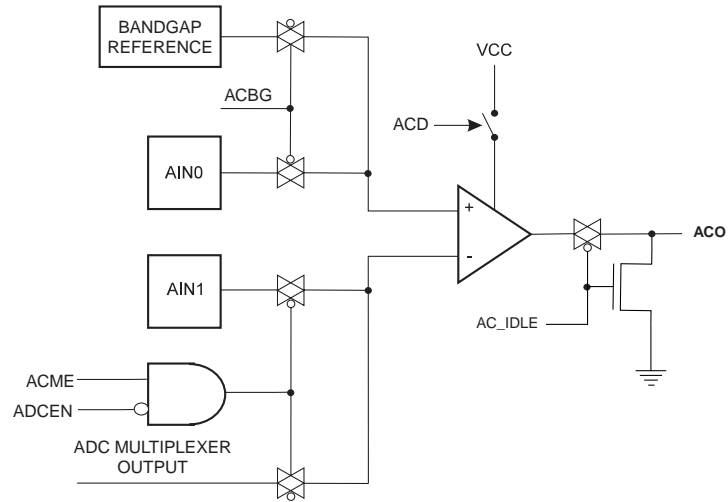 BANDGAP
REFERENCE
VCC
ACBG
ACD
AIN0
+
ACO
-
AIN1
AC_IDLE
ACME
ADCEN
ADC MULTIPLEXER
OUTPUT